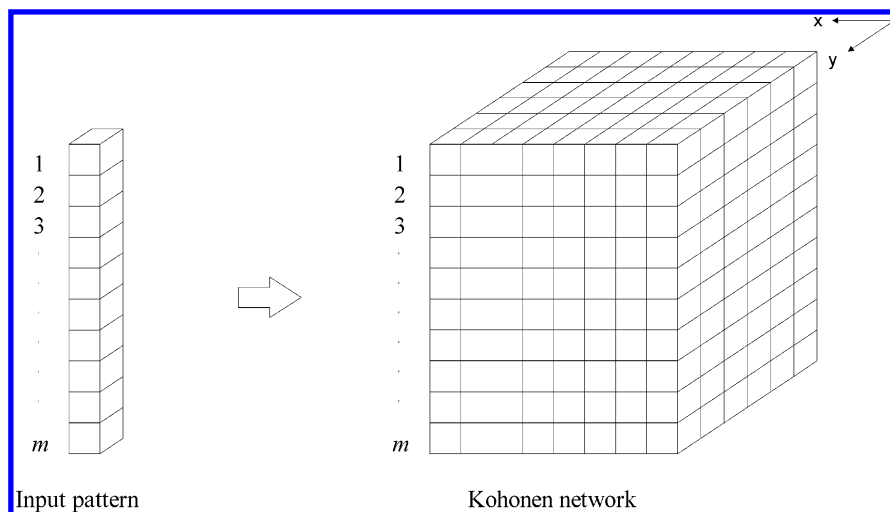 x
y
1
2
3
.
.
.
.
.
m
Input pattern
1
2
3
.
.
.
.
.
m
Kohonen network